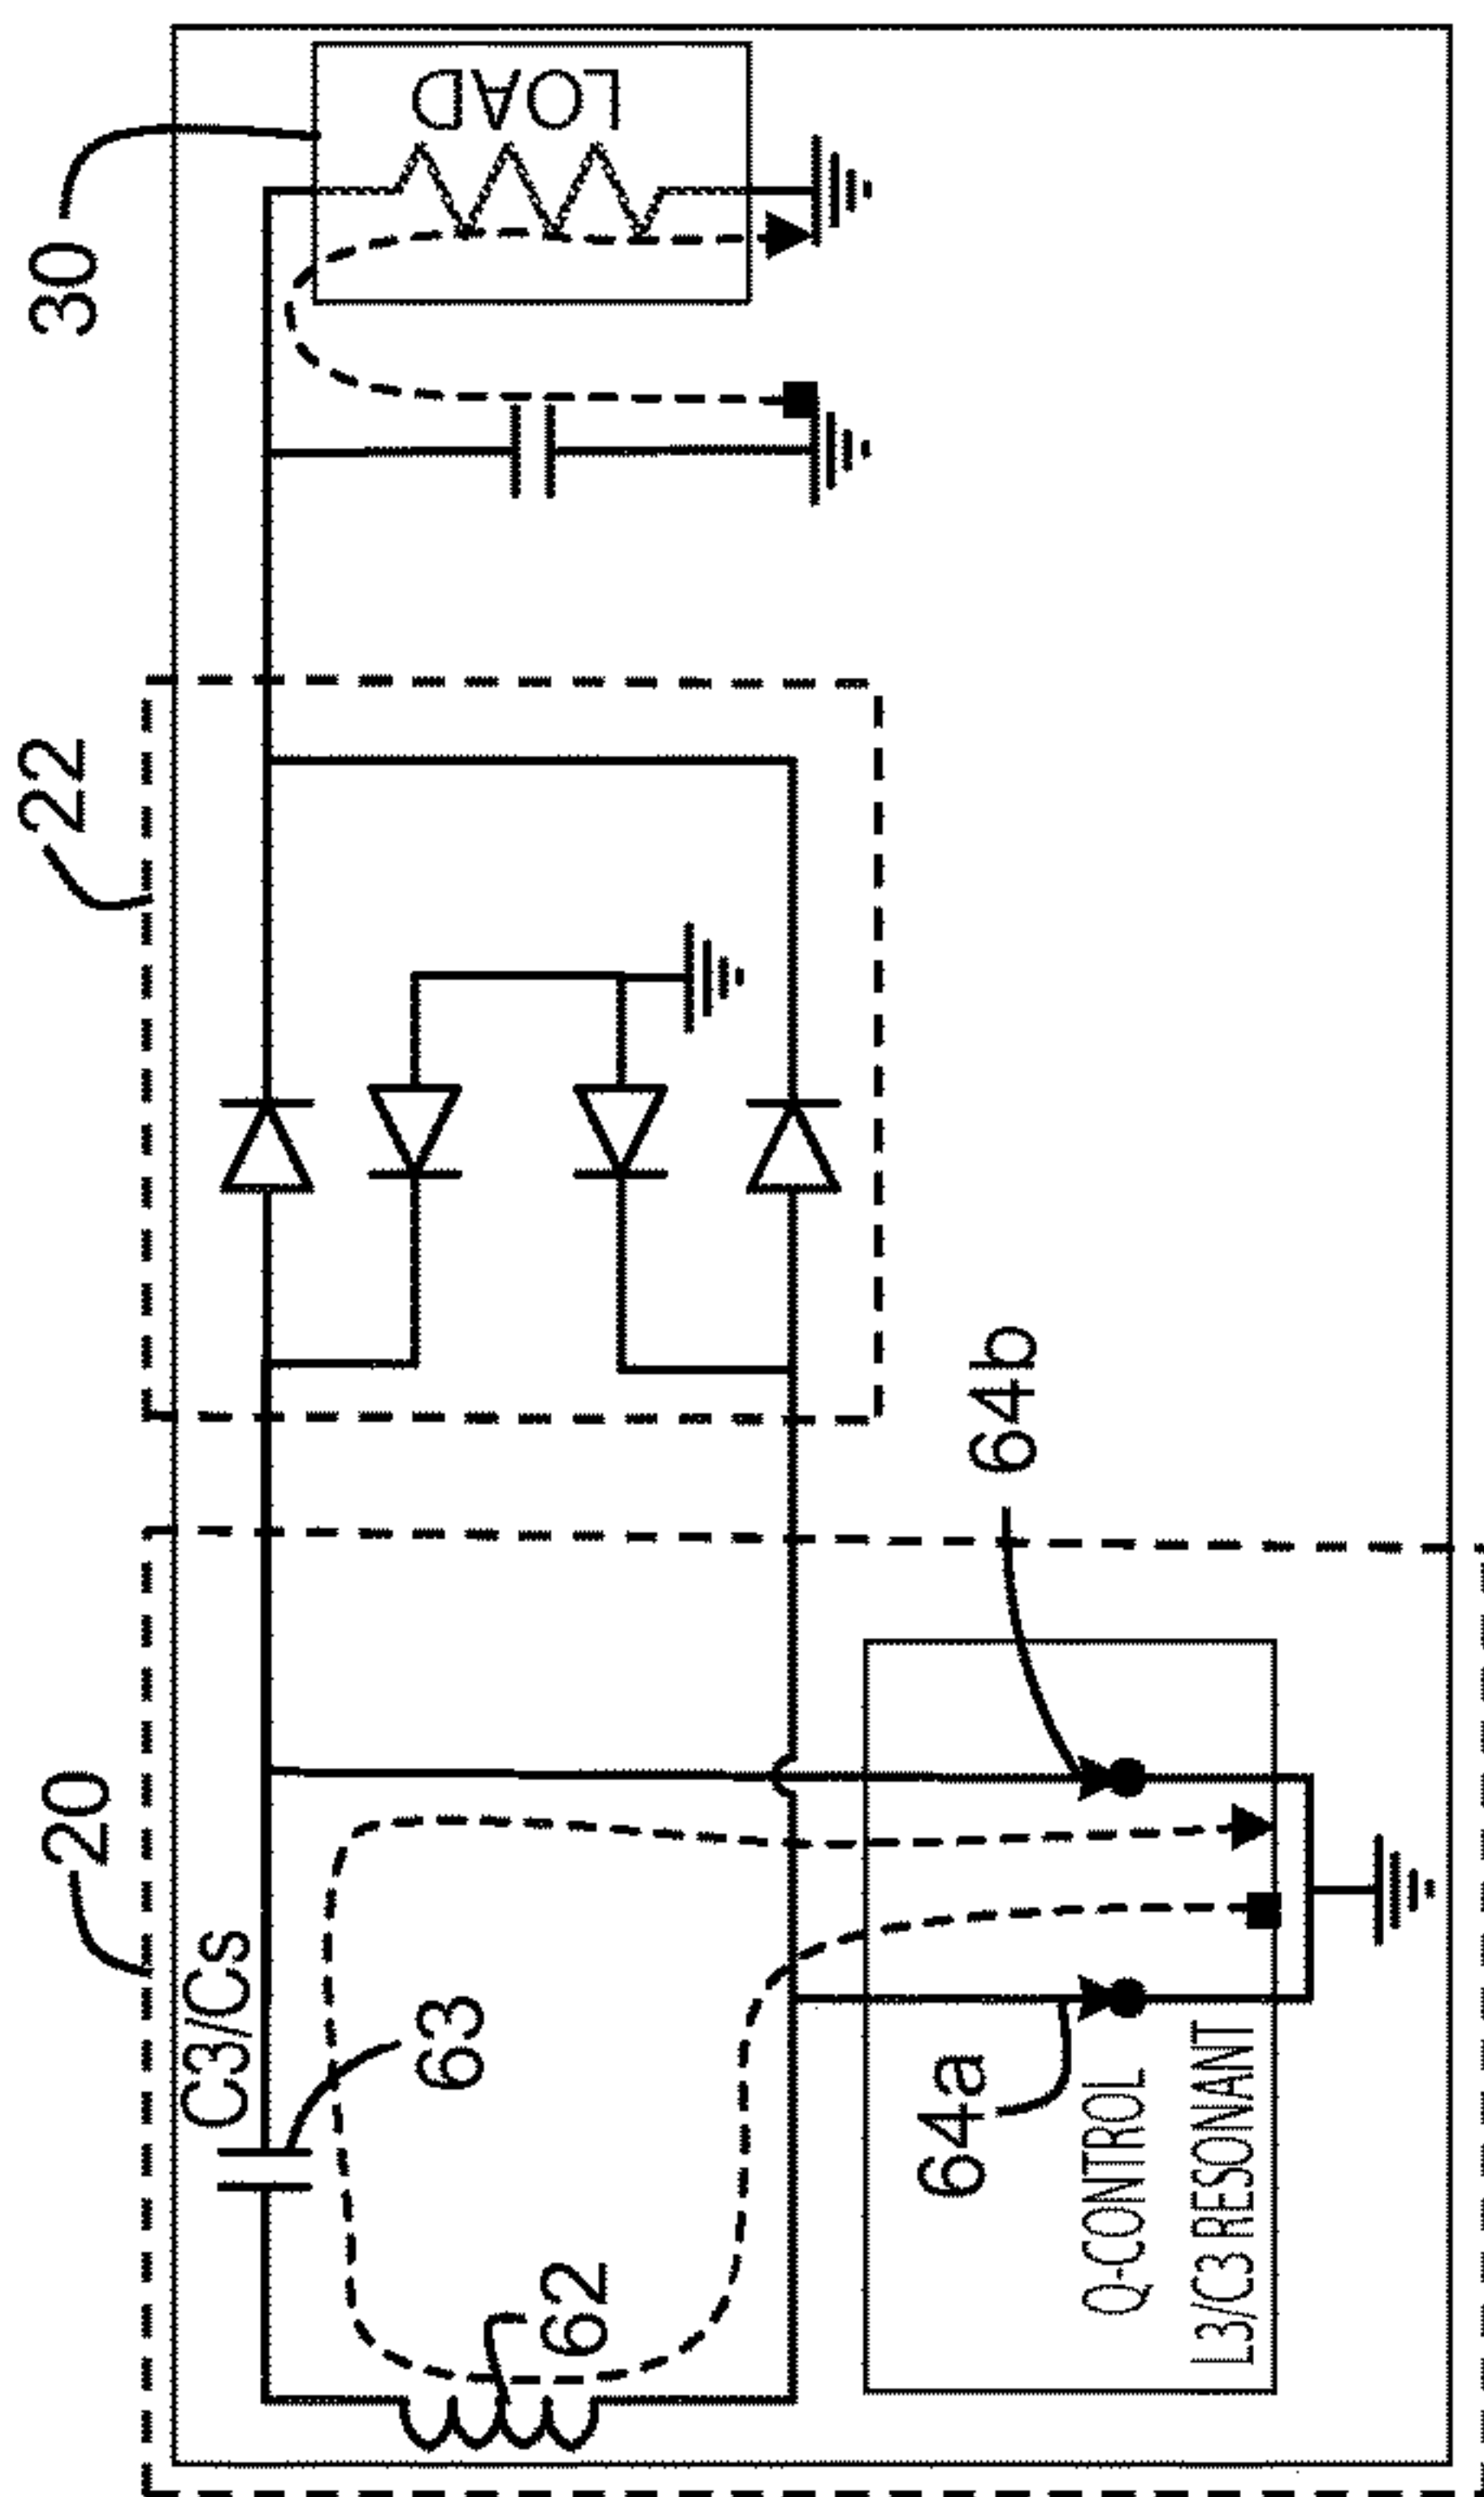 20
22
30
C3/Cs
63
62
64a
64b
Q-CONTROL
L3/C3 RESONANT
LOAD